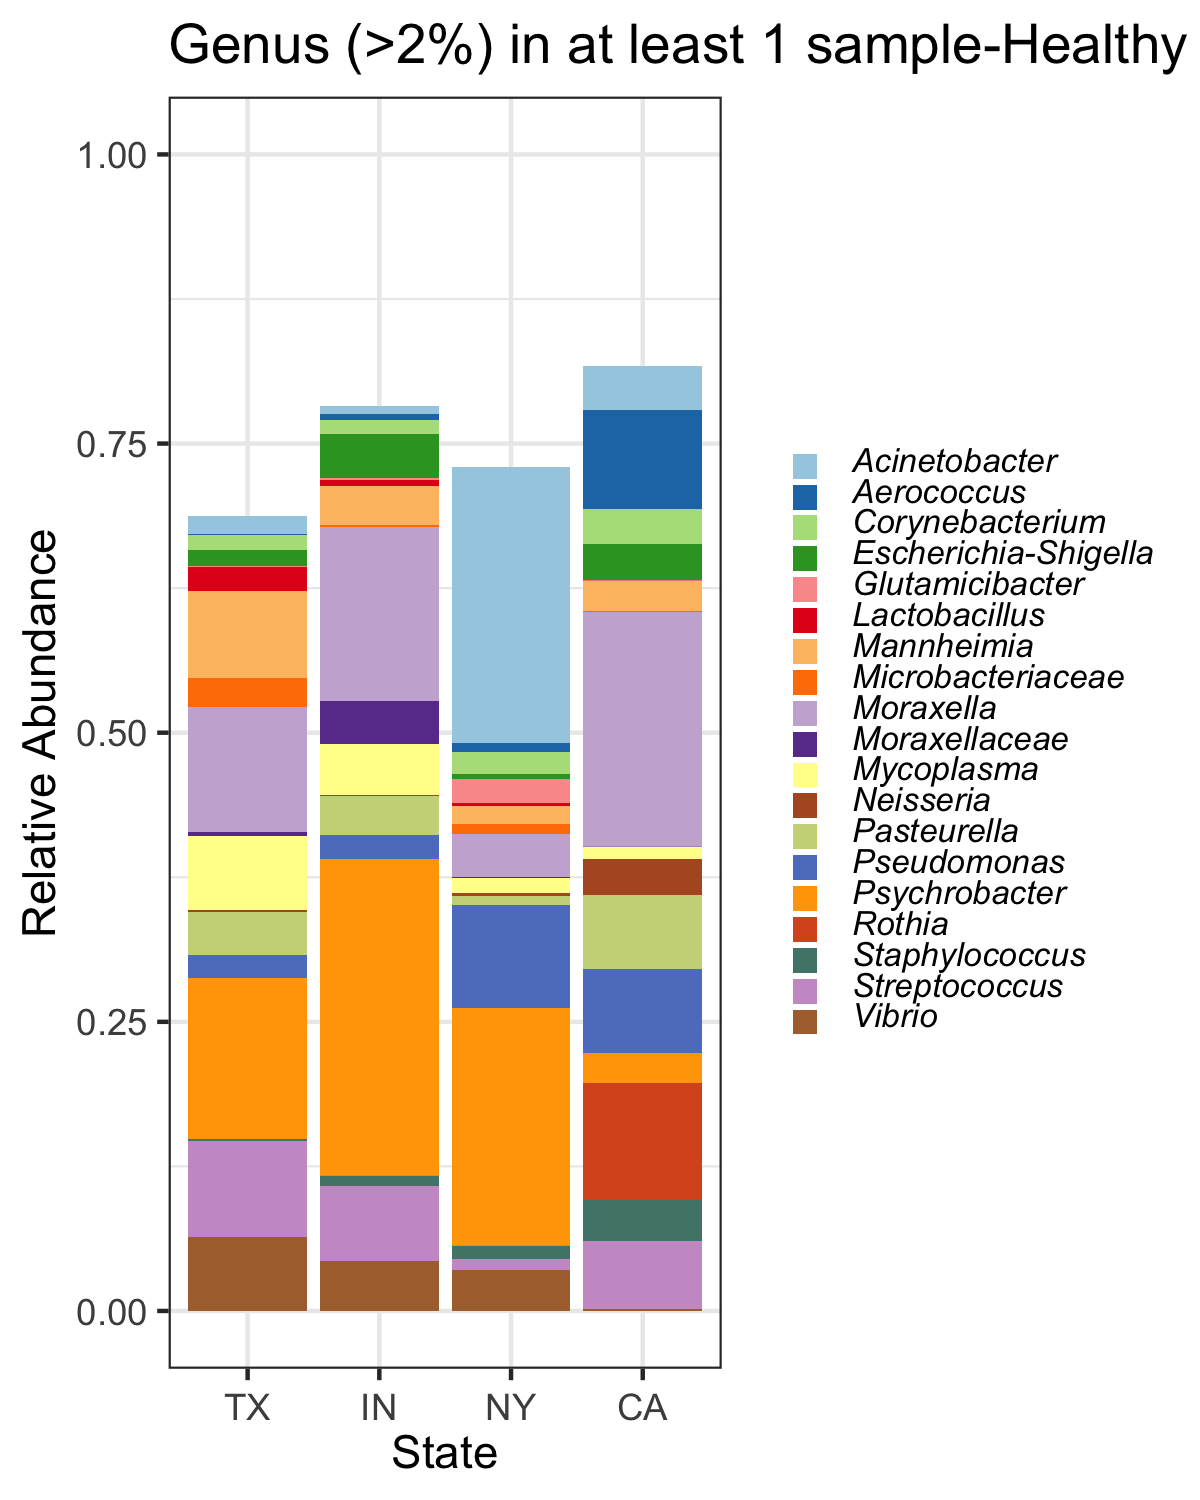 Genus (>2%) in at least 1 sample-Healthy
1.00
0.75
0.50
0.25
0.00
Relative Abundance
TX IN NY CA
State
Acinetobacter
Aerococcus
Corynebacterium
Escherichia-Shigella
Glutamicibacter
Lactobacillus
Mannheimia
Microbacteriaceae
Moraxella
Moraxellaceae
Mycoplasma
Neisseria
Pasteurella
Pseudomonas
Psychrobacter
Rothia
Staphylococcus
Streptococcus
Vibrio